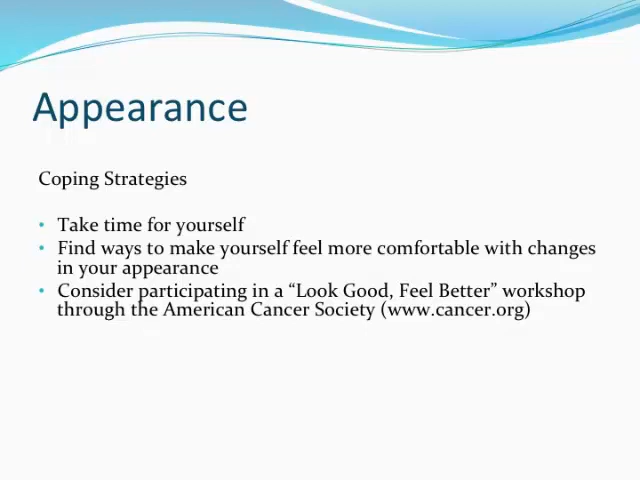 Appearance
Coping Strategies
• Take time for yourself
• Find ways to make yourself feel more comfortable with changes
in your appearance
• Consider participating in a “Look Good, Feel Better” workshop
through the American Cancer Society (www.cancer.org)